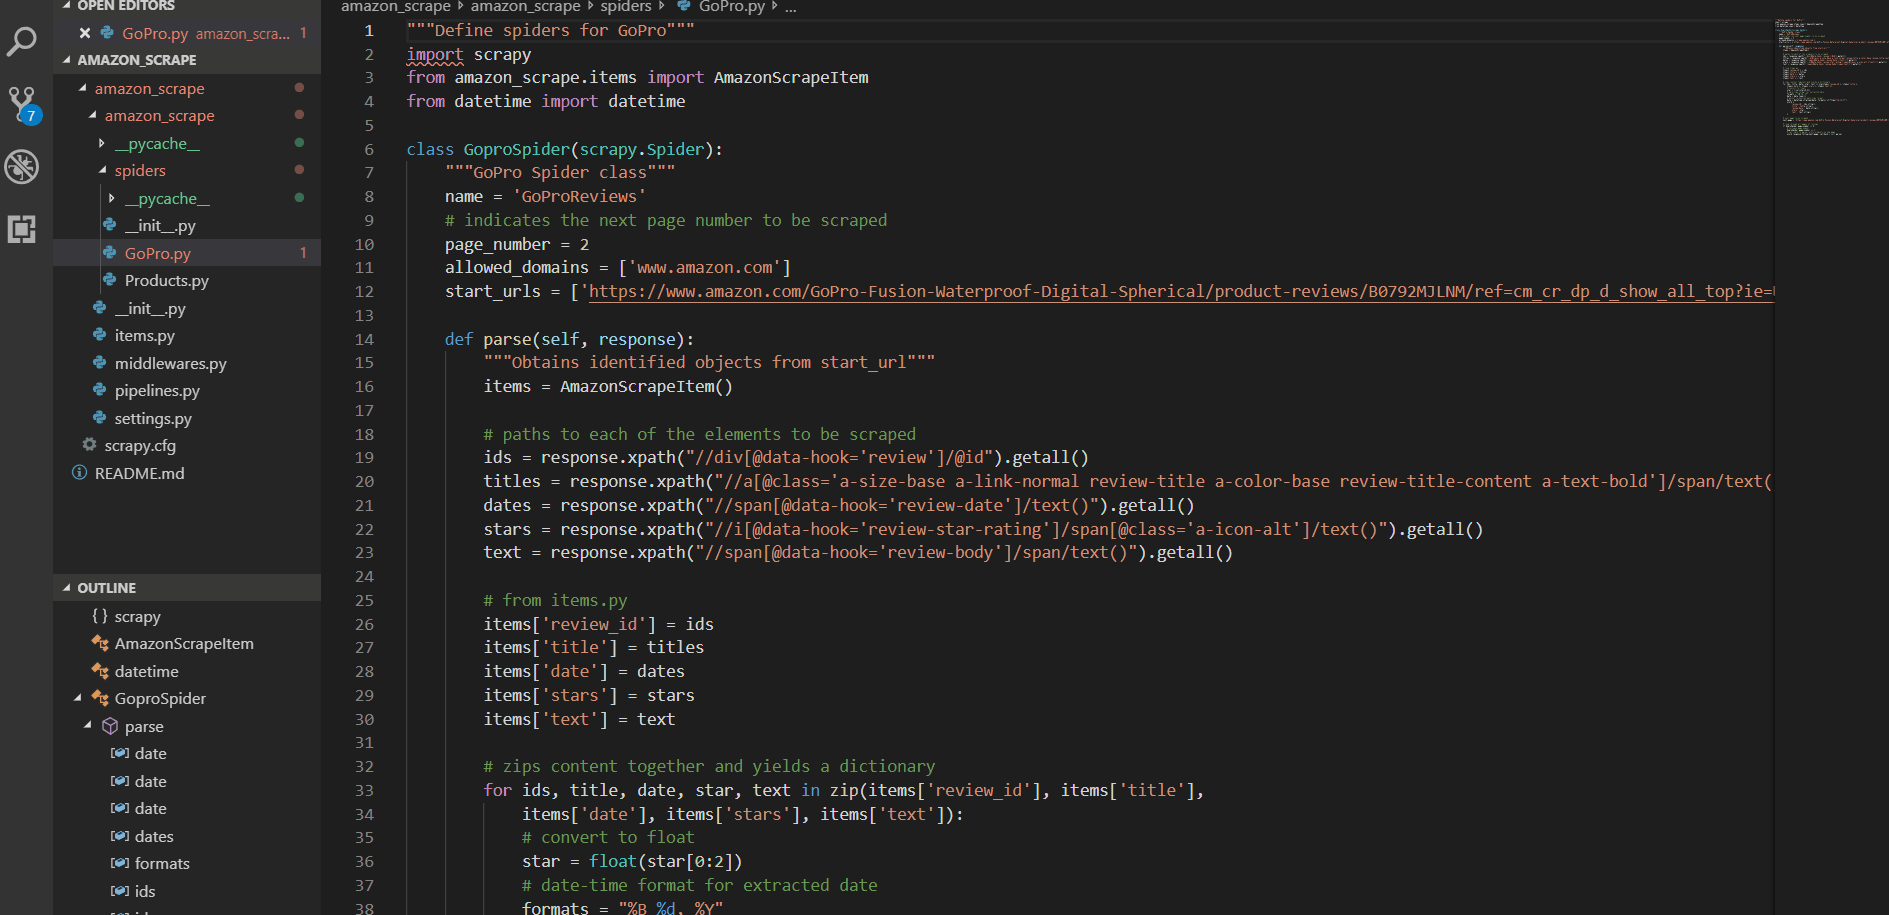 OPEN EDITORS
GoPro.py amazon_scra... 1
AMAZON_SCRAPE
amazon_scrape
amazon_scrape
__pycache__
spiders
__pycache__
__init__.py
GoPro.py 1
Products.py
__init__.py
items.py
middlewares.py
pipelines.py
settings.py
scrapy.cfg
README.md
7
OUTLINE
{} scrapy
AmazonScrapeItem
datetime
GoproSpider
parse
date
date
date
dates
formats
ids
amazon_scrape amazon_scrape spiders GoPro.py ...
1 """Define spiders for GoPro"""
2 import scrapy
3 from amazon_scrape.items import AmazonScrapeItem
4 from datetime import datetime
5
6 class GoproSpider(scrapy.Spider):
7 """GoPro Spider class"""
8 name = 'GoProReviews'
9 # indicates the next page number to be scraped
10 page_number = 2
11 allowed_domains = ['www.amazon.com']
12 start_urls = ['https://www.amazon.com/GoPro-Fusion-Waterproof-Digital-Spherical/product-reviews/B0792MJLNM/ref=cm_cr_dp_d_show_all_top?ie=
13
14 def parse(self, response):
15 """Obtains identified objects from start_url"""
16 items = AmazonScrapeItem()
17
18 # paths to each of the elements to be scraped
19 ids = response.xpath("//div[@data-hook='review']/@id").getall()
20 titles = response.xpath("//a[@class='a-size-base a-link-normal review-title a-color-base review-title-content a-text-bold']/span/text(
21 dates = response.xpath("//span[@data-hook='review-date']/text()").getall()
22 stars = response.xpath("//i[@data-hook='review-star-rating']/span[@class='a-icon-alt']/text()").getall()
23 text = response.xpath("//span[@data-hook='review-body']/span/text()").getall()
24
25 # from items.py
26 items['review_id'] = ids
27 items['title'] = titles
28 items['date'] = dates
29 items['stars'] = stars
30 items['text'] = text
31
32 # zips content together and yields a dictionary
33 for ids, title, date, star, text in zip(items['review_id'], items['title'],
34 items['date'], items['stars'], items['text']):
35 # convert to float
36 star = float(star[0:2])
37 # date-time format for extracted date
38 formats = "%B %d, %Y"